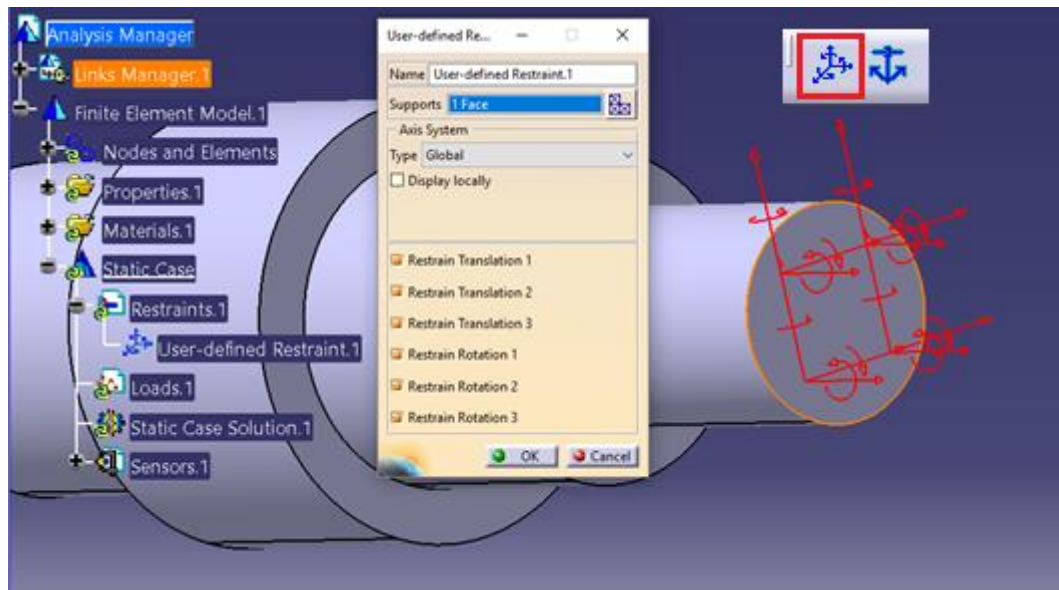 Analysis Manager
Links Manager.1
Finite Element Model.1
Nodes and Elements
Properties.1
Materials.1
Static Case
Restraints.1
User-defined Restraint.1
Loads.1
Static Case Solution.1
Sensors.1
User-defined Re...
Name User-defined Restraint.1
Supports 1 Face
Axis System
Type Global
Display locally
Restrain Translation 1
Restrain Translation 2
Restrain Translation 3
Restrain Rotation 1
Restrain Rotation 2
Restrain Rotation 3
OK Cancel